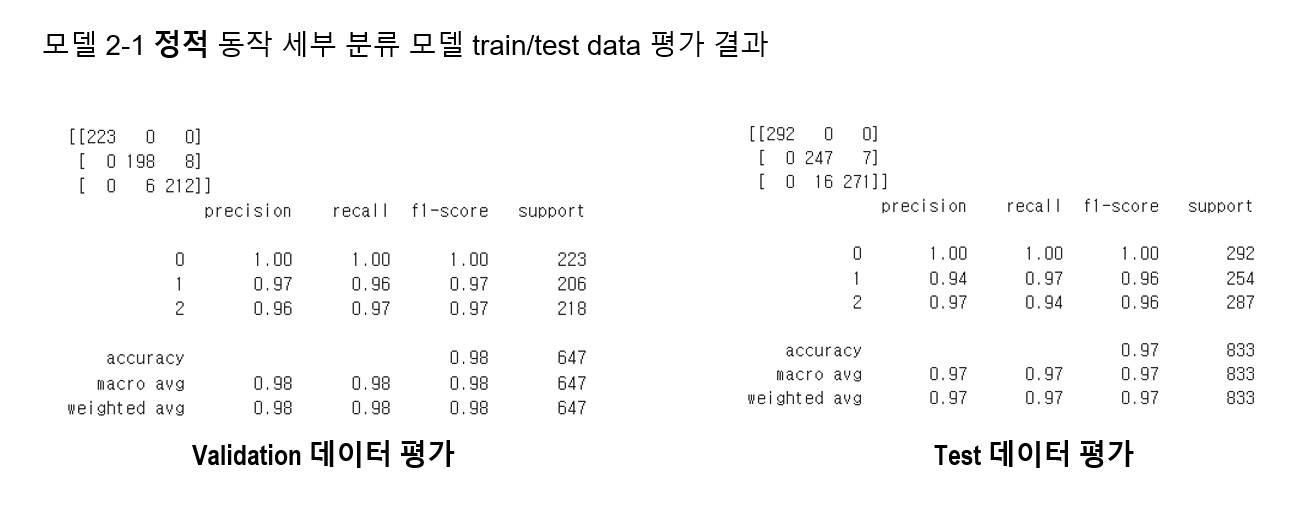 모델 2-1 정적 동작 세부 분류 모델 train/test data 평가 결과
[[223 0 0]
[ 0 198 8]
[ 0 6 212]]
precision recall f1-score support
0 1.00 1.00 1.00 223
1 0.97 0.96 0.97 206
2 0.96 0.97 0.97 218
accuracy 0.98 647
macro avg 0.98 0.98 0.98 647
weighted avg 0.98 0.98 0.98 647
Validation 데이터 평가
[[292 0 0]
[ 0 247 7]
[ 0 16 271]]
precision recall f1-score support
0 1.00 1.00 1.00 292
1 0.94 0.97 0.96 254
2 0.97 0.94 0.96 287
accuracy 0.97 833
macro avg 0.97 0.97 0.97 833
weighted avg 0.97 0.97 0.97 833
Test 데이터 평가